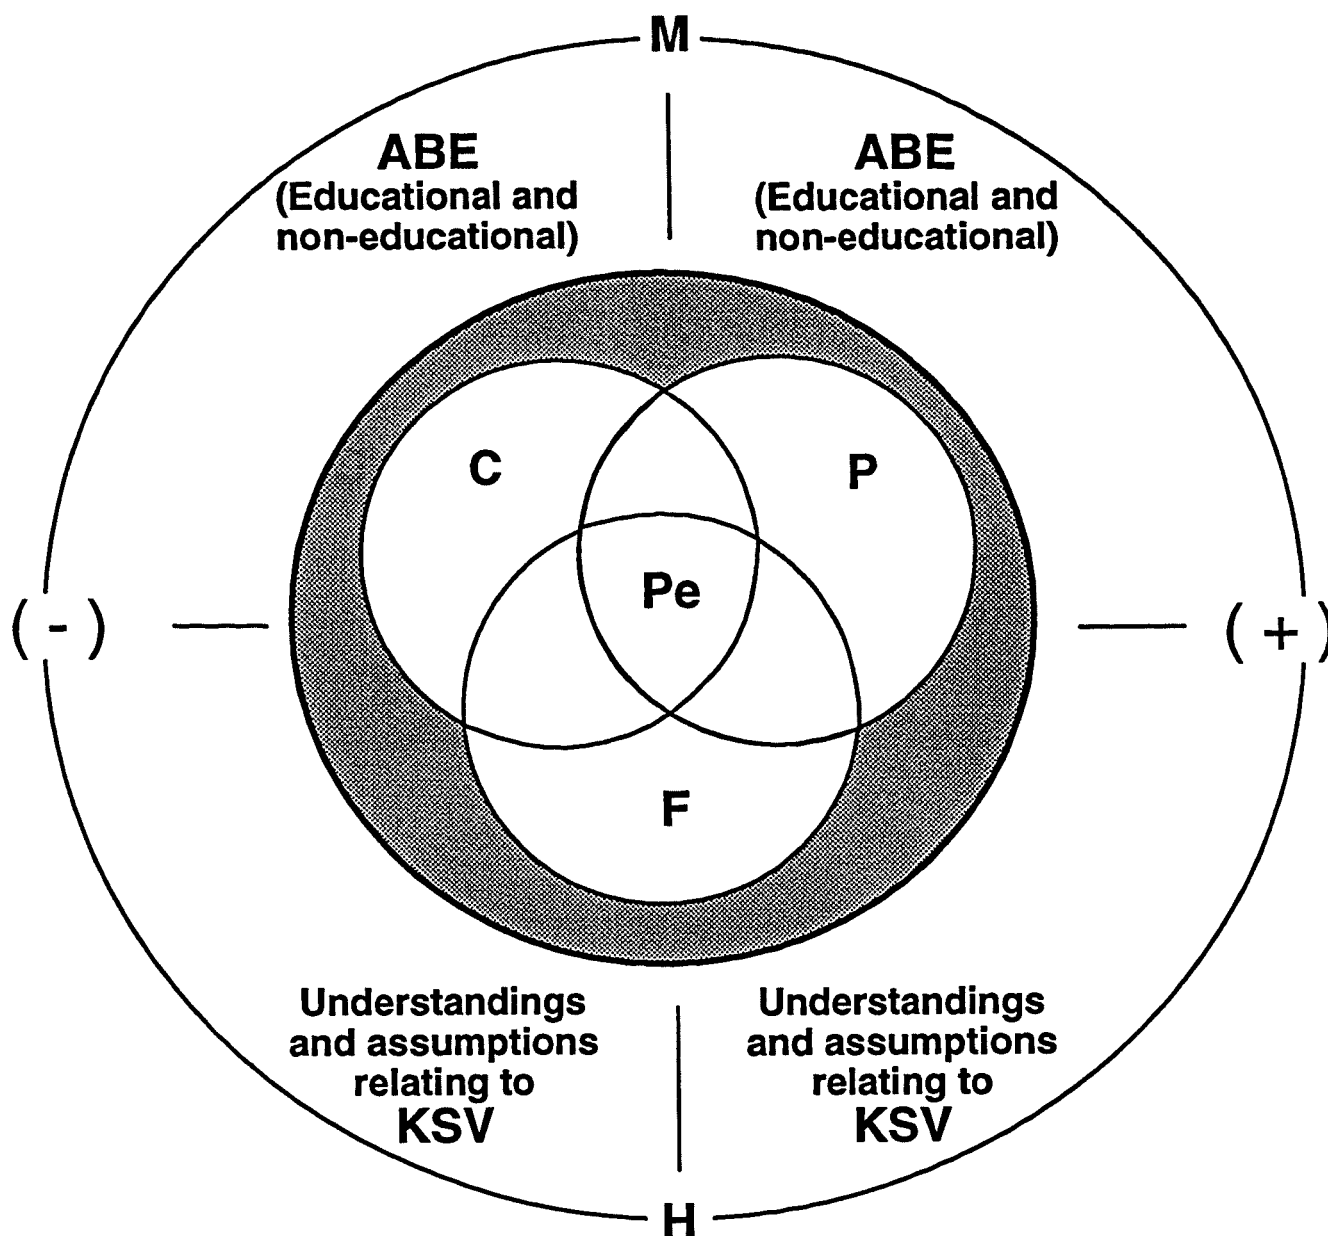 M
ABE
(Educational and
non-educational)
ABE
(Educational and
non-educational)
C
P
Pe
( - )
( + )
F
Understandings
and assumptions
relating to
KSV
Understandings
and assumptions
relating to
KSV
H